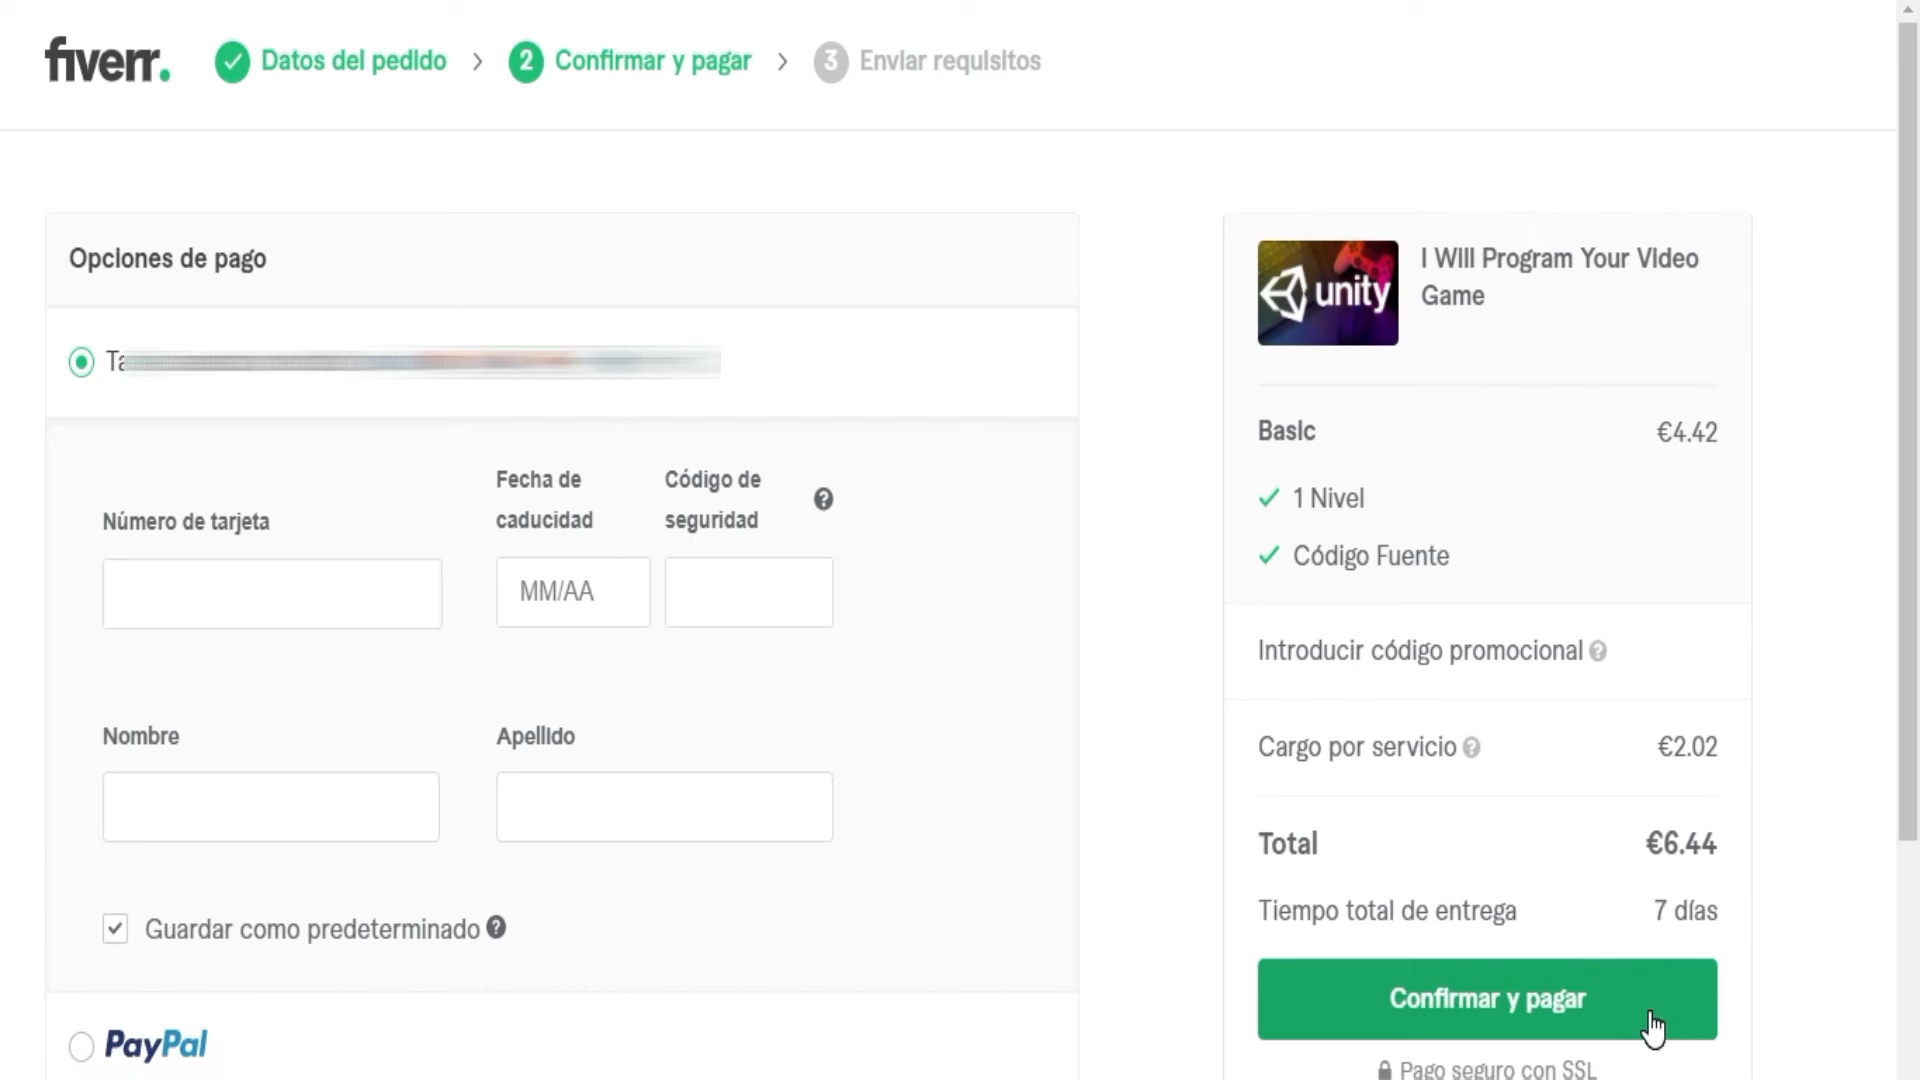 fiverr.
Datos del pedido
2 Confirmar y pagar
3 Enviar requisitos
Opciones de pago
unity
I Will Program Your Video
Game
Basic €4.42
1 Nivel
Código Fuente
Número de tarjeta
Fecha de
caducidad
Código de
seguridad
MM/AA
Introducir código promocional
Nombre
Apellido
Cargo por servicio €2.02
Total €6.44
Tiempo total de entrega 7 días
Guardar como predeterminado
Confirmar y pagar
PayPal
Pago seguro con SSL